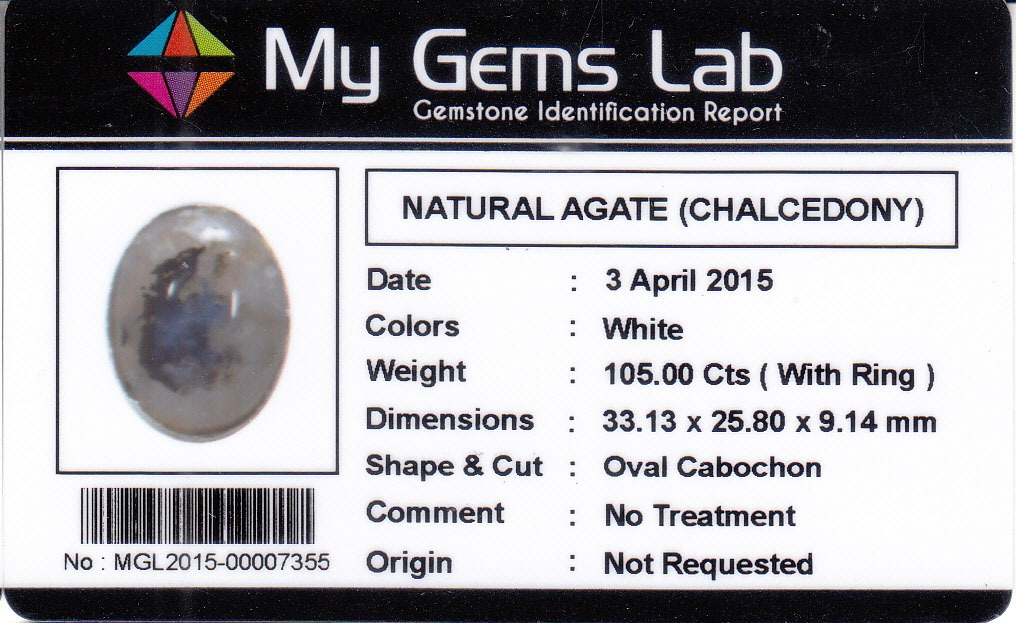 My Gems Lab
Gemstone Identification Report
NATURAL AGATE (CHALCEDONY)
Date : 3 April 2015
Colors : White
Weight : 105.00 Cts ( With Ring )
Dimensions : 33.13 x 25.80 x 9.14 mm
Shape & Cut : Oval Cabochon
Comment : No Treatment
Origin : Not Requested
No : MGL2015-00007355